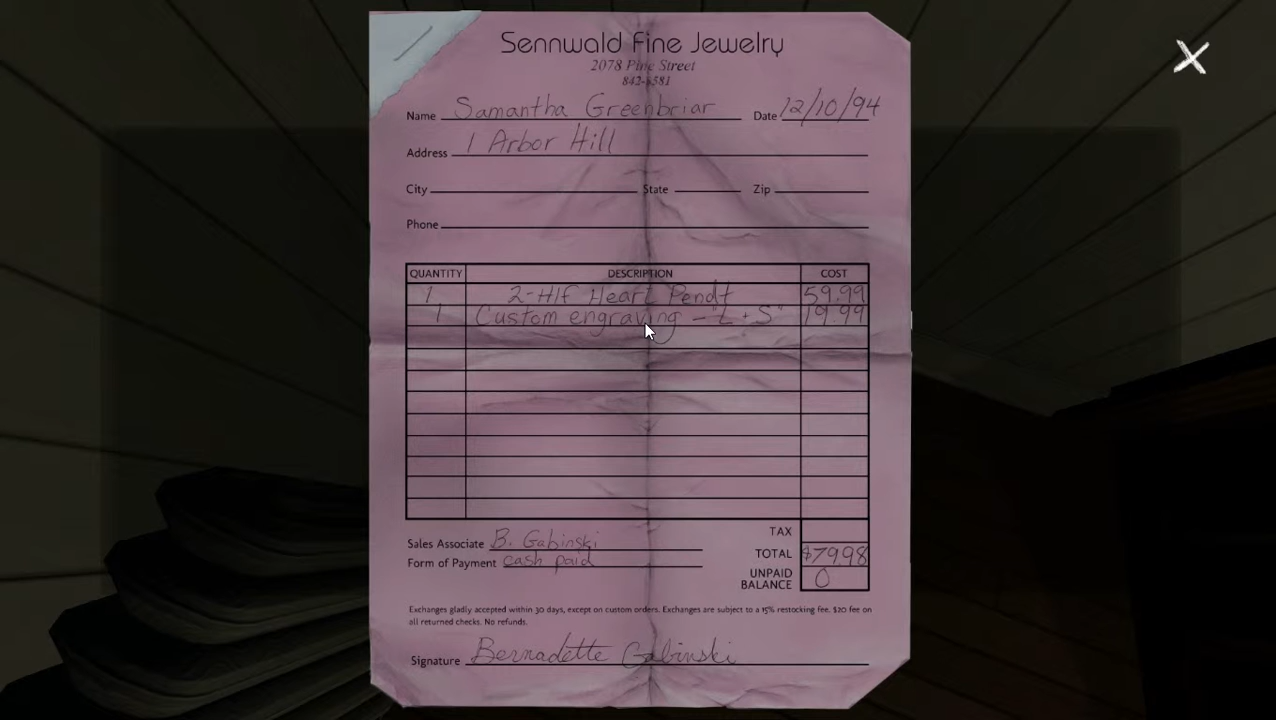 Sennwald Fine Jewelry
2078 Pine Street
842-6581
Name Samantha Greenbriar Date 12/10/94
Address 1 Arbor Hill
City State Zip
Phone
QUANTITY DESCRIPTION COST
1 2-Hlf Heart Pendt 59.99
1 Custom engraving - "L + S" 19.99
TAX
Sales Associate B. Gabinski
TOTAL $79.98
Form of Payment cash paid
UNPAID BALANCE 0
Exchanges gladly accepted within 30 days, except on custom orders. Exchanges are subject to a 15% restocking fee. $20 fee on
all returned checks. No refunds.
Signature Bernadette Gabinski